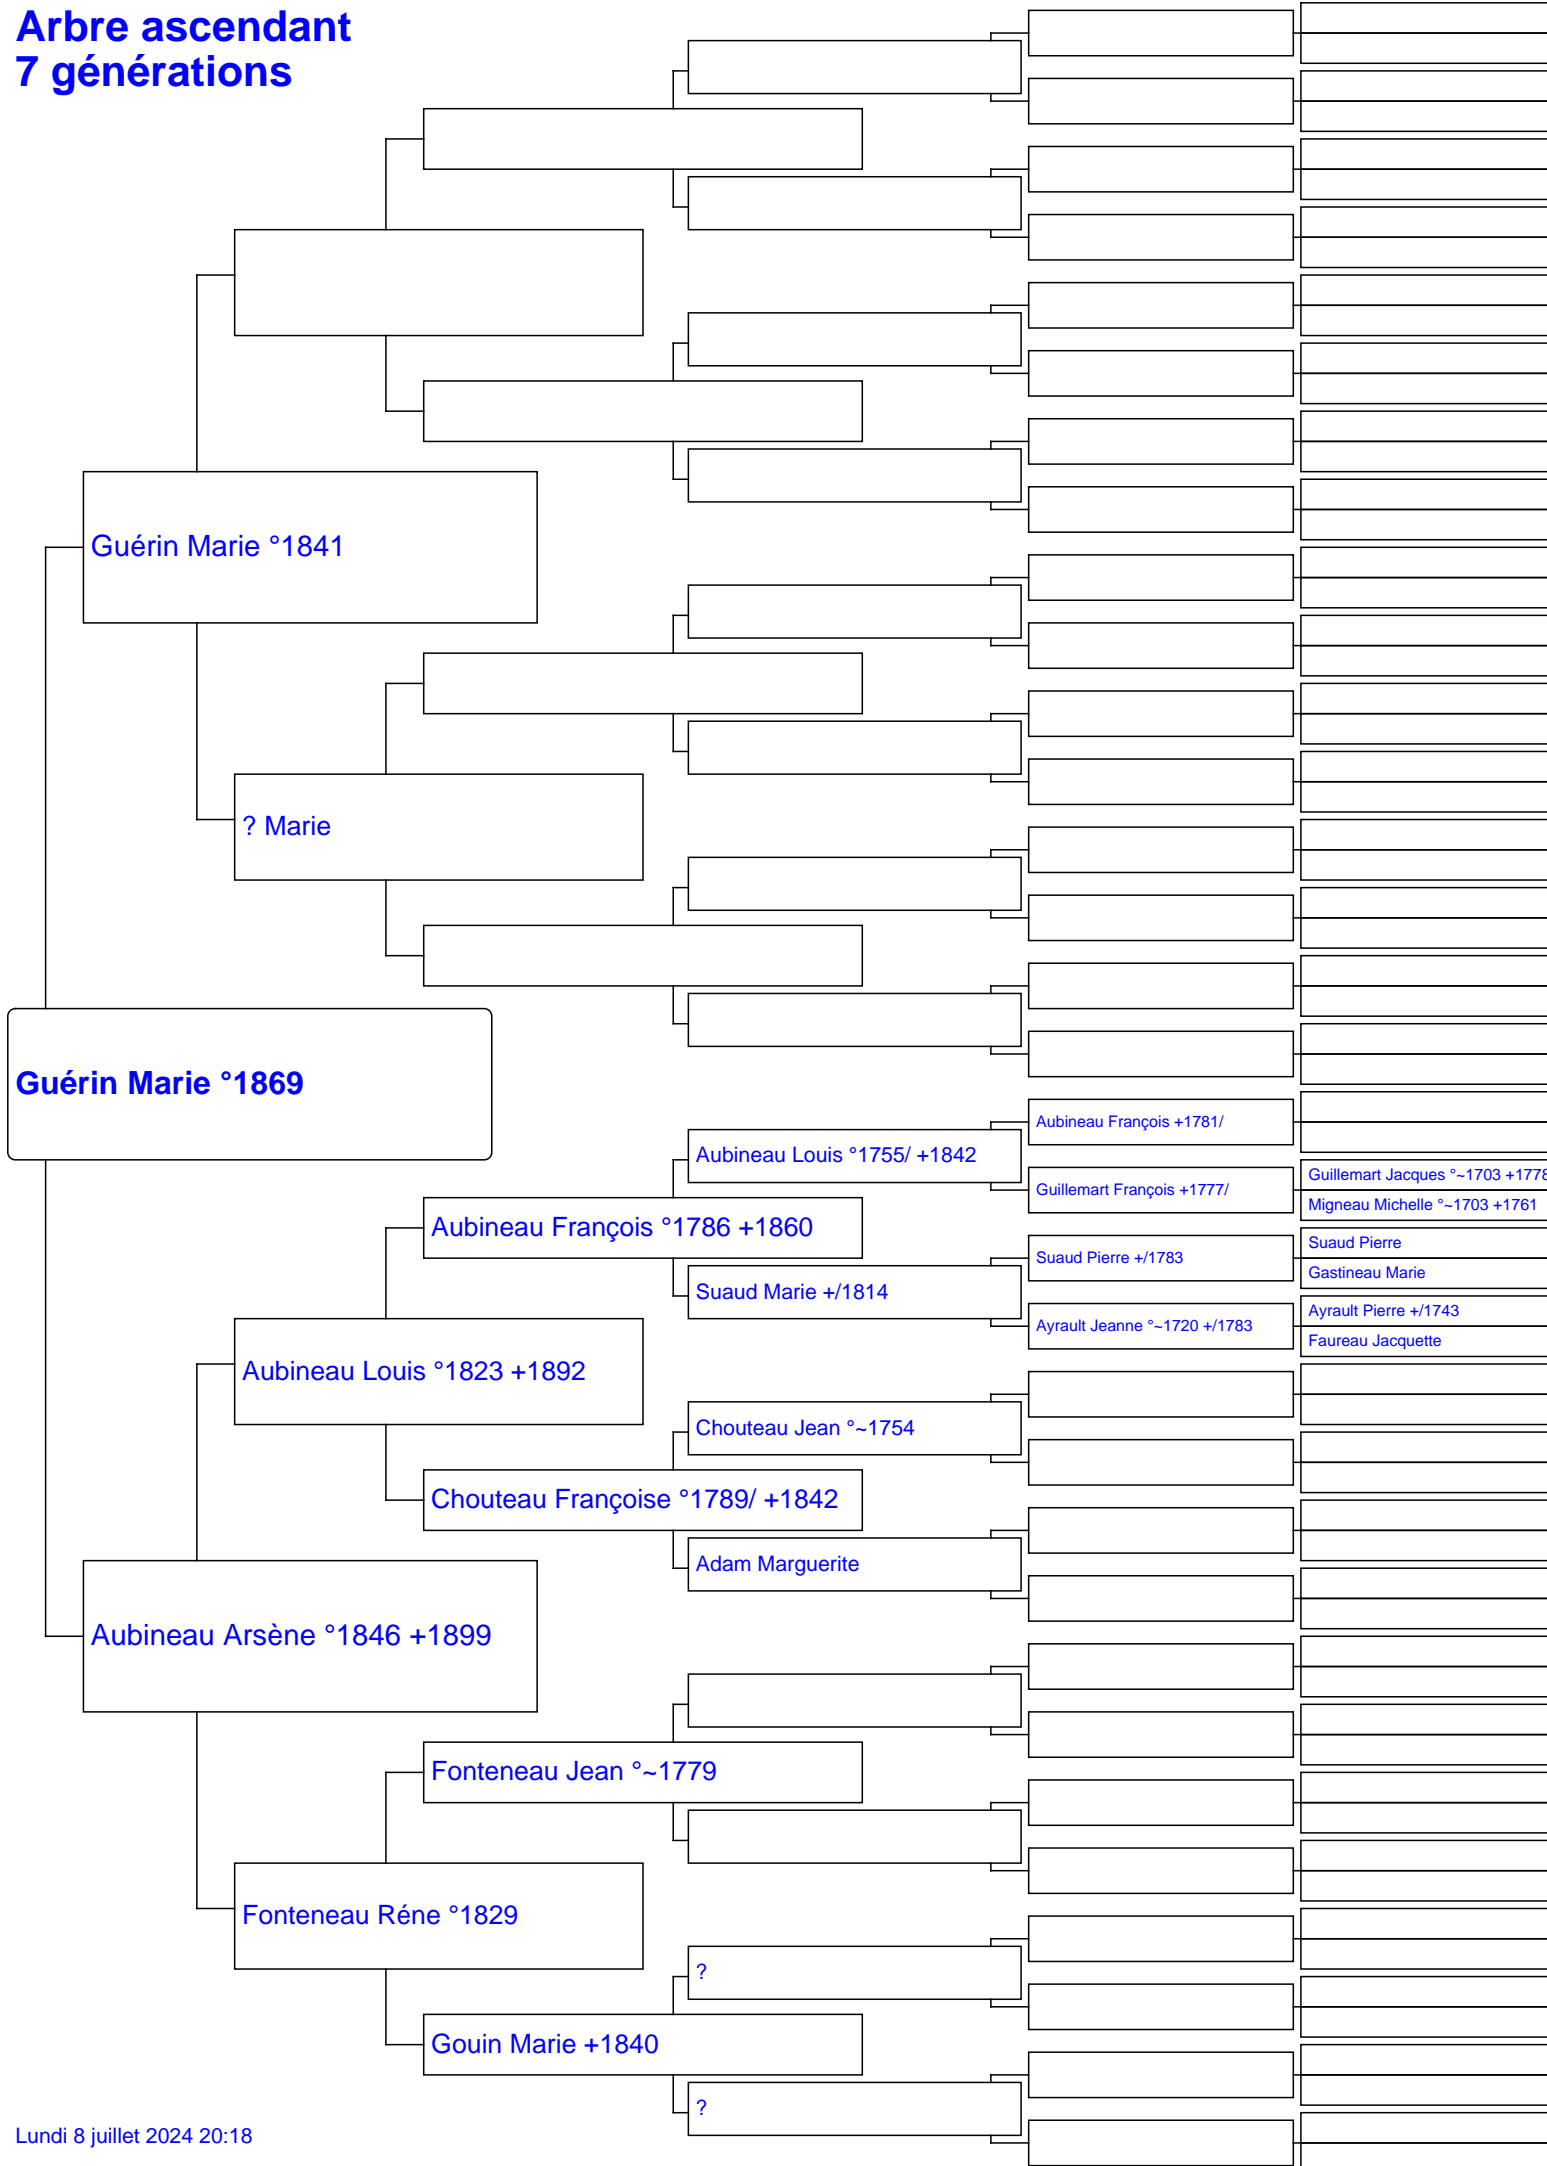 Arbre ascendant
7 générations
Guérin Marie °1841
? Marie
Guérin Marie °1869
Aubineau François +1781/
Aubineau Louis °1755/ +1842
Guillemart Jacques °~1703 +1778
Guillemart François +1777/
Migneau Michelle °~1703 +1761
Aubineau François °1786 +1860
Suaud Pierre
Suaud Pierre +/1783
Gastineau Marie
Suaud Marie +/1814
Ayrault Pierre +/1743
Ayrault Jeanne °~1720 +/1783
Faureau Jacquette
Aubineau Louis °1823 +1892
Chouteau Jean °~1754
Chouteau Françoise °1789/ +1842
Adam Marguerite
Aubineau Arsène °1846 +1899
Fonteneau Jean °~1779
Fonteneau Réne °1829
?
Gouin Marie +1840
?
Lundi 8 juillet 2024 20:18